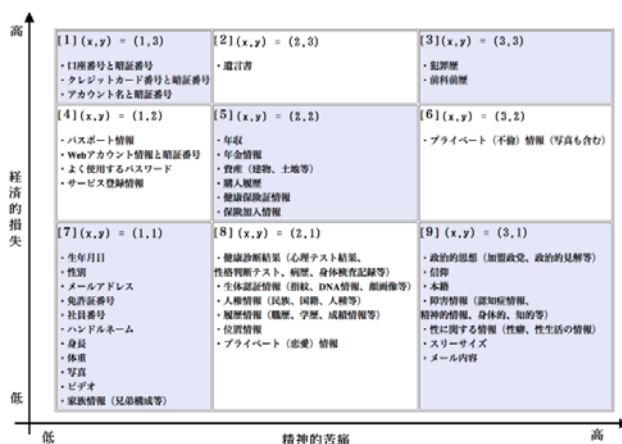 高
[1](x,y) = (1,3)
・口座番号と暗証番号
・クレジットカード番号と暗証番号
・アカウント名と暗証番号
[2](x,y) = (2,3)
・遺言書
[3](x,y) = (3,3)
・犯罪歴
・前科前歴
[4](x,y) = (1,2)
・パスポート情報
・Webアカウント情報と暗証番号
・よく使用するパスワード
・サービス登録情報
[5](x,y) = (2,2)
・年収
・年金情報
・資産（建物、土地等）
・購入履歴
・健康保険証情報
・保険加入情報
[6](x,y) = (3,2)
・プライベート（不倫）情報（写真も含む）
経済的損失
[7](x,y) = (1,1)
・生年月日
・性別
・メールアドレス
・免許証番号
・社員番号
・ハンドルネーム
・身長
・体重
・写真
・ビデオ
・家族情報（兄弟構成等）
[8](x,y) = (2,1)
・健康診断結果（心理テスト結果、
性格判断テスト、病歴、身体検査記録等）
・生体認証情報（指紋、DNA情報、顔画像等）
・人権情報（民族、国籍、人種等）
・履歴情報（職歴、学歴、成績情報等）
・位置情報
・プライベート（恋愛）情報
[9](x,y) = (3,1)
・政治的思想（加盟政党、政治的見解等）
・信仰
・本籍
・障害情報（認知症情報、
精神的情報、身体的、知的等）
・性に関する情報（性癖、性生活の情報）
・スリーサイズ
・メール内容
低
低
精神的苦痛
高